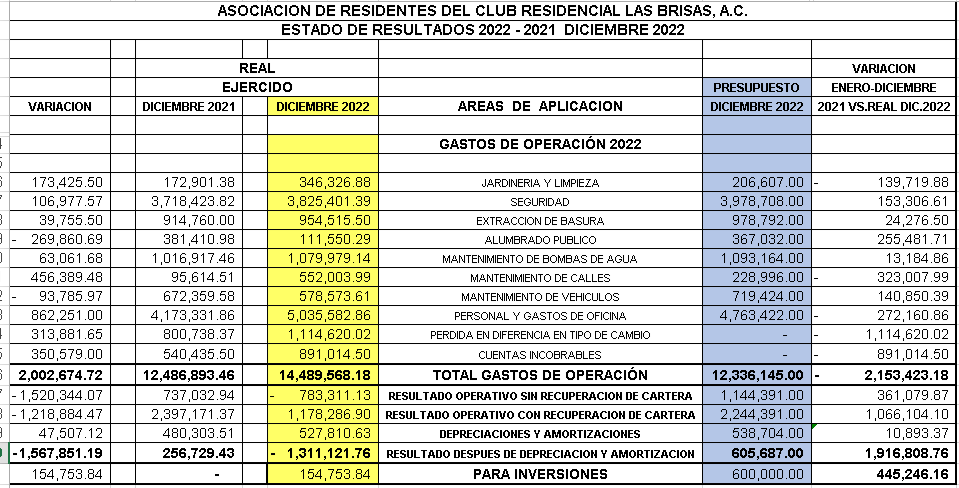 ASOCIACION DE RESIDENTES DEL CLUB RESIDENCIAL LAS BRISAS, A.C.
ESTADO DE RESULTADOS 2022 - 2021 DICIEMBRE 2022
REAL VARIACION
EJERCIDO PRESUPUESTO ENERO-DICIEMBRE
VARIACION DICIEMBRE 2021 DICIEMBRE 2022 AREAS DE APLICACION DICIEMBRE 2022 2021 VS.REAL DIC.2022
GASTOS DE OPERACIÓN 2022
173,425.50 172,901.38 346,326.88 JARDINERIA Y LIMPIEZA 206,607.00 - 139,719.88
106,977.57 3,718,423.82 3,825,401.39 SEGURIDAD 3,978,708.00 153,306.61
39,755.50 914,760.00 954,515.50 EXTRACCION DE BASURA 978,792.00 24,276.50
- 269,860.69 381,410.98 111,550.29 ALUMBRADO PUBLICO 367,032.00 255,481.71
63,061.68 1,016,917.46 1,079,979.14 MANTENIMIENTO DE BOMBAS DE AGUA 1,093,164.00 13,184.86
456,389.48 95,614.51 552,003.99 MANTENIMIENTO DE CALLES 228,996.00 - 323,007.99
- 93,785.97 672,359.58 578,573.61 MANTENIMIENTO DE VEHICULOS 719,424.00 140,850.39
862,251.00 4,173,331.86 5,035,582.86 PERSONAL Y GASTOS DE OFICINA 4,763,422.00 - 272,160.86
313,881.65 800,738.37 1,114,620.02 PERDIDA EN DIFERENCIA EN TIPO DE CAMBIO - - 1,114,620.02
350,579.00 540,435.50 891,014.50 CUENTAS INCOBRABLES - - 891,014.50
2,002,674.72 12,486,893.46 14,489,568.18 TOTAL GASTOS DE OPERACIÓN 12,336,145.00 - 2,153,423.18
- 1,520,344.07 737,032.94 - 783,311.13 RESULTADO OPERATIVO SIN RECUPERACION DE CARTERA 1,144,391.00 361,079.87
- 1,218,884.47 2,397,171.37 1,178,286.90 RESULTADO OPERATIVO CON RECUPERACION DE CARTERA 2,244,391.00 1,066,104.10
47,507.12 480,303.51 527,810.63 DEPRECIACIONES Y AMORTIZACIONES 538,704.00 10,893.37
-1,567,851.19 256,729.43 - 1,311,121.76 RESULTADO DESPUES DE DEPRECIACION Y AMORTIZACION 605,687.00 1,916,808.76
154,753.84 - 154,753.84 PARA INVERSIONES 600,000.00 445,246.16